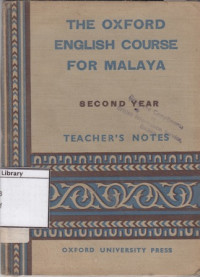 THE OXFORD
ENGLISH COURSE
FOR MALAYA
SECOND YEAR
TEACHER'S NOTES
Library
OXFORD UNIVERSITY PRESS